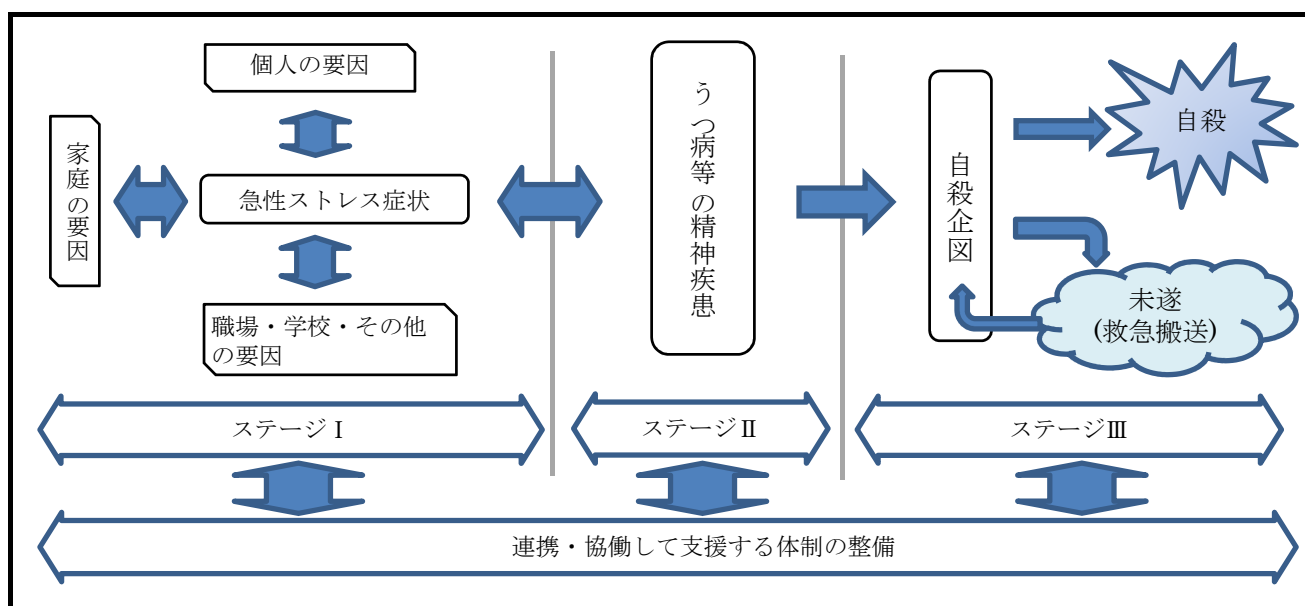 個人の要因
家庭の要因
急性ストレス症状
職場・学校・その他
の要因
うつ病等の精神疾患
自殺企図
自殺
未遂
(救急搬送)
ステージⅠ
ステージⅡ
ステージⅢ
連携・協働して支援する体制の整備